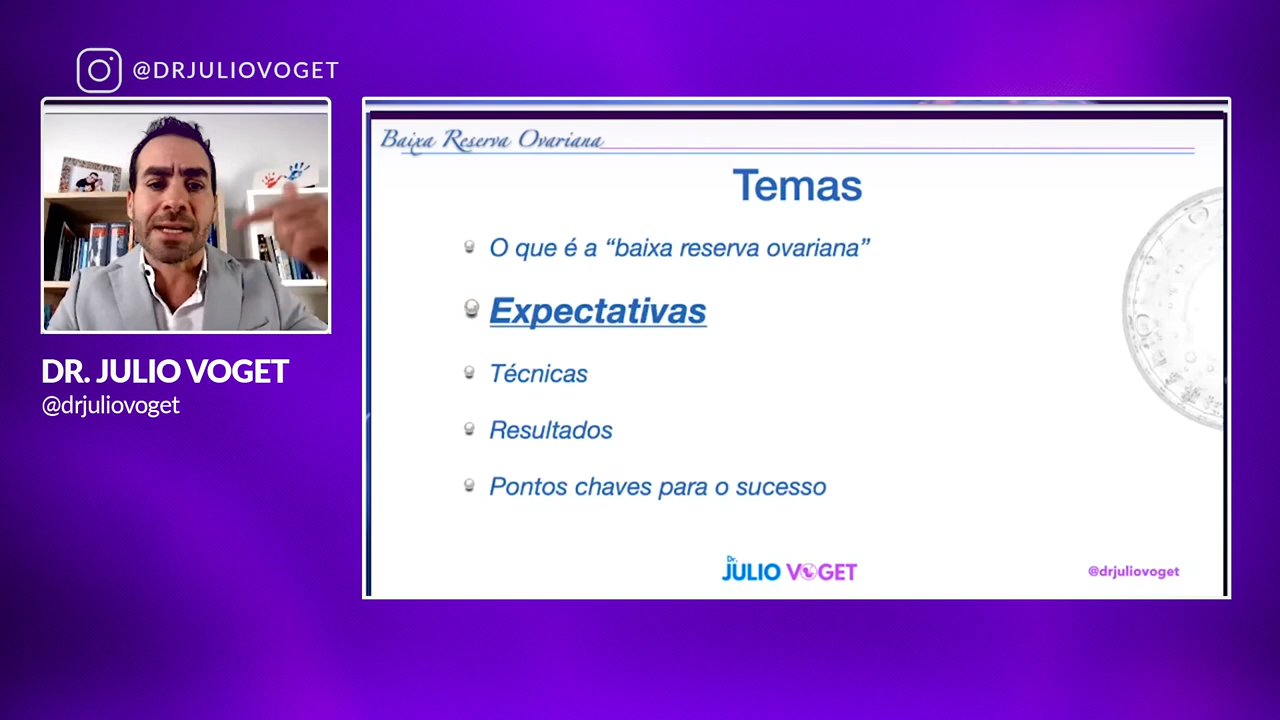 @DRJULIOVOGET
DR. JULIO VOGET
@drjuliovoget
Baixa Reserva Ovariana
Temas
O que é a “baixa reserva ovariana”
Expectativas
Técnicas
Resultados
Pontos chaves para o sucesso
Dr.
JULIO VOGET
@drjuliovoget